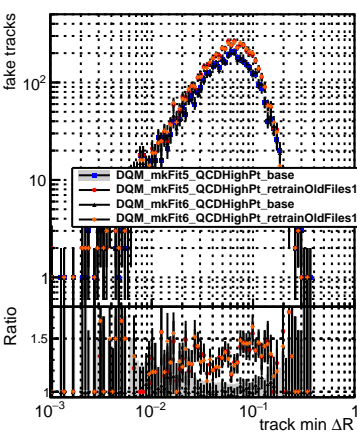 fake tracks
10²
10
1
DQM_mkFit5_QCDHighPt_base
DQM_mkFit5_QCDHighPt_retrainOldFiles1
DQM_mkFit6_QCDHighPt_base
DQM_mkFit6_QCDHighPt_retrainOldFiles1
Ratio
1.5
1
10⁻³ 10⁻² 10⁻¹ 1
track min ΔR